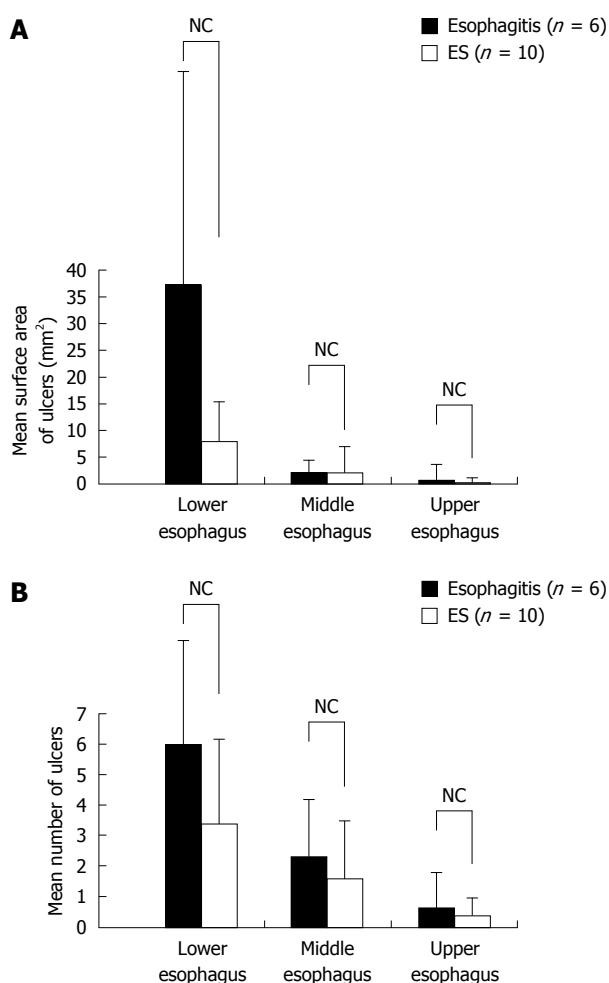 A
NC
Esophagitis (n = 6)
ES (n = 10)
Mean surface area
of ulcers (mm²)
40
35
30
25
20
15
10
5
0
NC
NC
Lower
esophagus
Middle
esophagus
Upper
esophagus
B
NC
Esophagitis (n = 6)
ES (n = 10)
Mean number of ulcers
7
6
5
4
3
2
1
0
NC
NC
Lower
esophagus
Middle
esophagus
Upper
esophagus